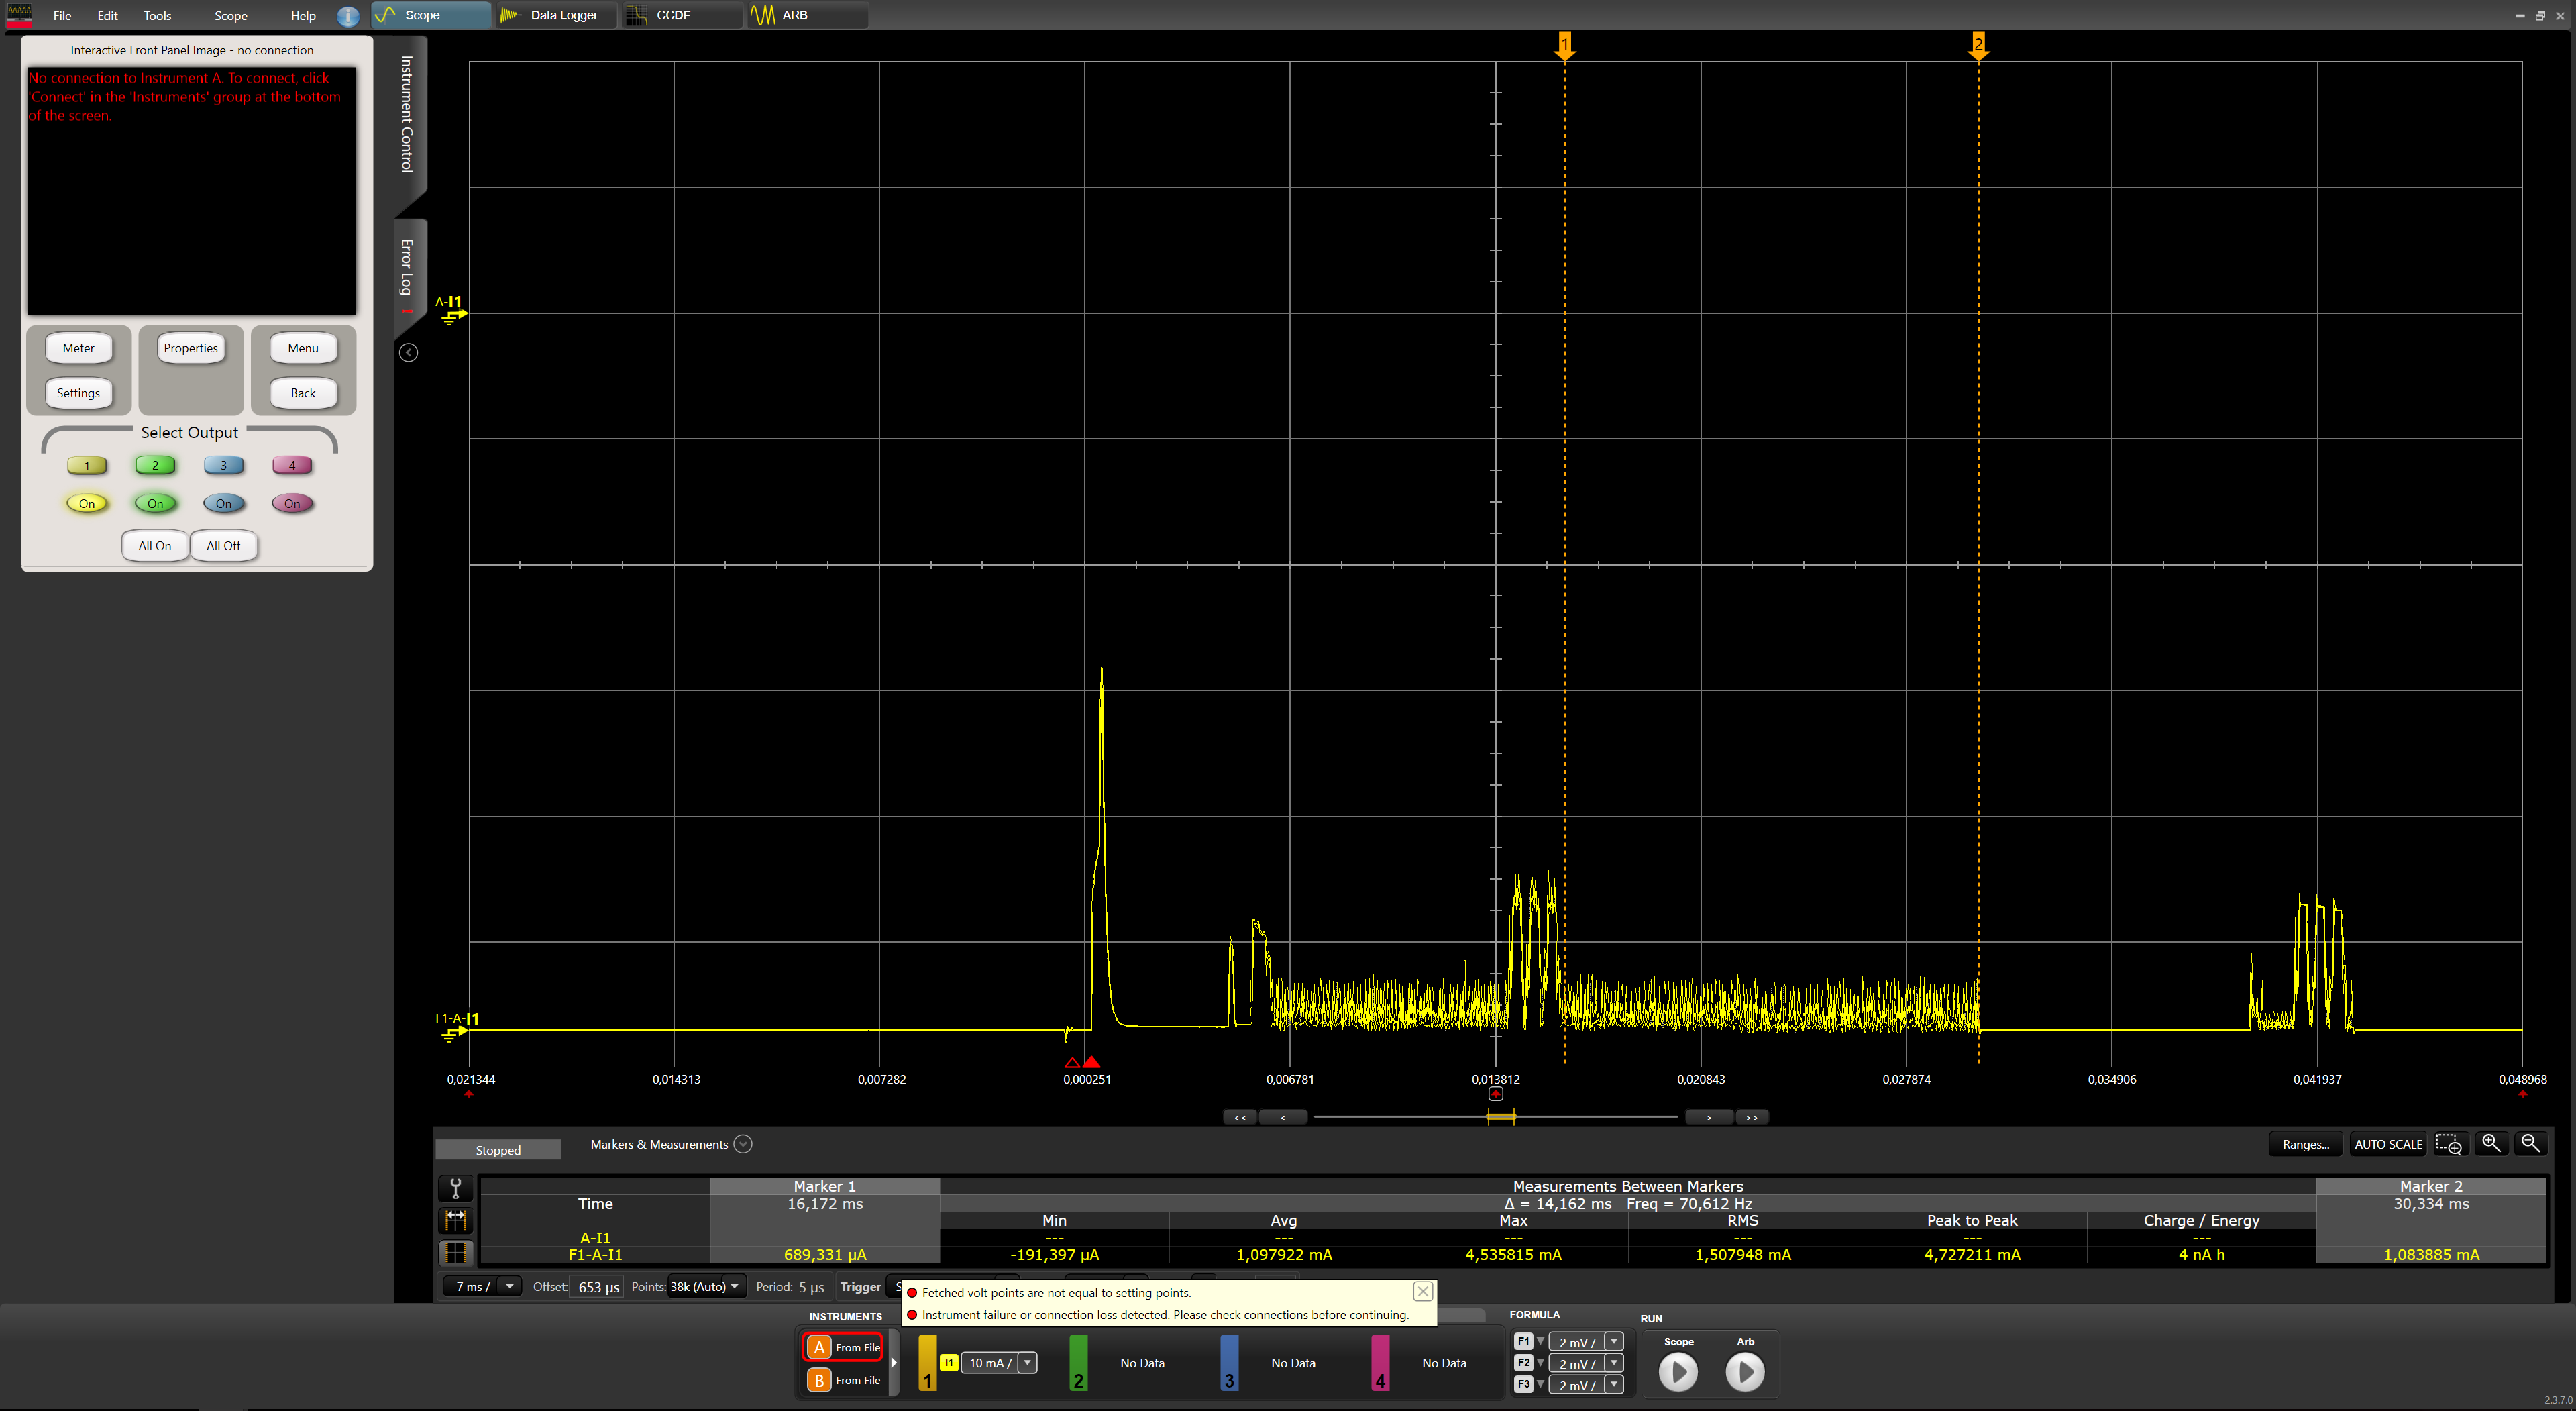 File Edit Tools Scope Help i Scope Data Logger CCDF ARB
Interactive Front Panel Image - no connection
No connection to Instrument A. To connect, click
'Connect' in the 'Instruments' group at the bottom
of the screen.
Meter Properties Menu
Settings Back
Select Output
1 2 3 4
On On On On
All On All Off
Instrument Control
Error Log
1 2
A-I1
F1-A-I1
-0,021344 -0,014313 -0,007282 -0,000251 0,006781 0,013812 0,020843 0,027874 0,034906 0,041937 0,048968
<< < > >>
Stopped Markers & Measurements Ranges... AUTO SCALE
Marker 1 Measurements Between Markers Marker 2
Time 16,172 ms Δ = 14,162 ms Freq = 70,612 Hz 30,334 ms
Min Avg Max RMS Peak to Peak Charge / Energy
A-I1 --- --- --- --- --- ---
F1-A-I1 689,331 µA -191,397 µA 1,097922 mA 4,535815 mA 1,507948 mA 4,727211 mA 4 nA h 1,083885 mA
7 ms / Offset: -653 µs Points: 38k (Auto) Period: 5 µs Trigger S
Fetched volt points are not equal to setting points.
Instrument failure or connection loss detected. Please check connections before continuing.
INSTRUMENTS FORMULA RUN
A From File
B From File
1 I1 10 mA /
2 No Data
3 No Data
4 No Data
F1 2 mV /
F2 2 mV /
F3 2 mV /
Scope Arb
2.3.7.0